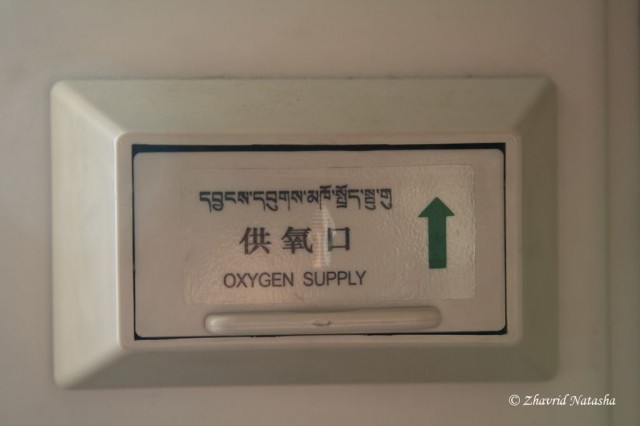 དབྱངས་དབུགས་མཁོ་སྤྲོད་སྣུ་གུ
供氧口
OXYGEN SUPPLY
© Zhavrid Natasha